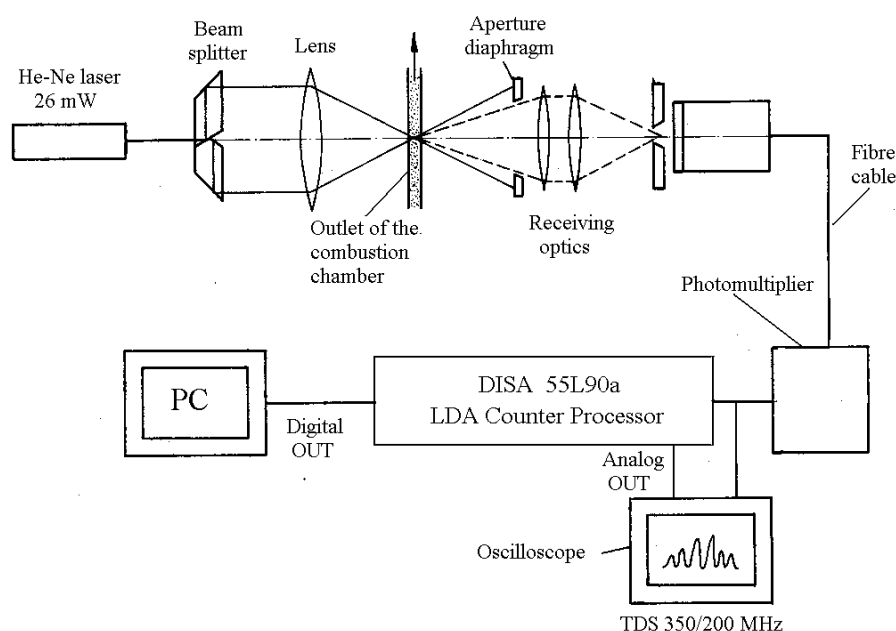 Beam
splitter
Lens
Aperture
diaphragm
He-Ne laser
26 mW
Fibre
cable
Outlet of the
combustion
chamber
Receiving
optics
Photomultiplier
PC
DISA 55L90a
LDA Counter Processor
Digital
OUT
Analog
OUT
Oscilloscope
TDS 350/200 MHz